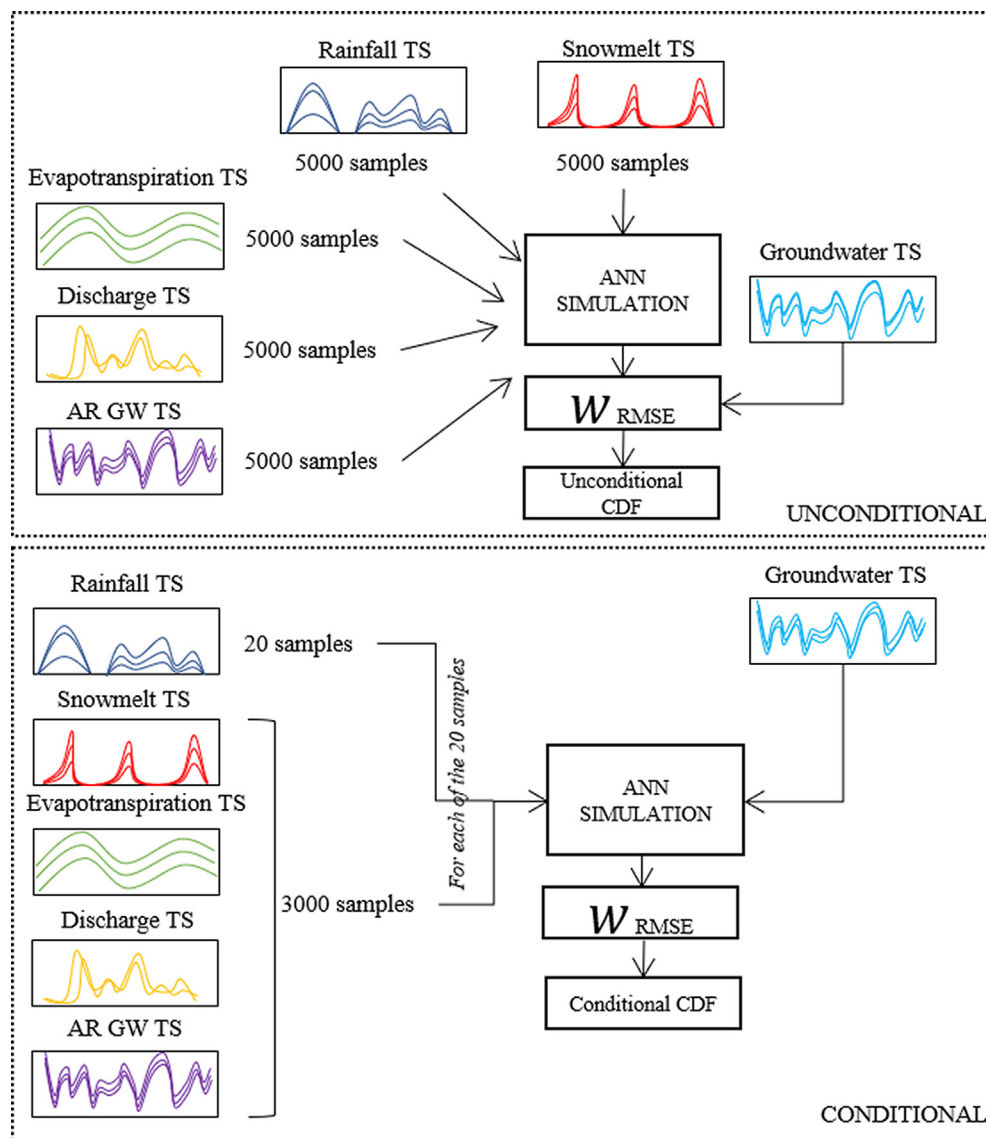 Rainfall TS
Snowmelt TS
5000 samples
5000 samples
Evapotranspiration TS
5000 samples
Groundwater TS
ANN
SIMULATION
Discharge TS
5000 samples
AR GW TS
W RMSE
5000 samples
Unconditional
CDF
UNCONDITIONAL
Rainfall TS
Groundwater TS
20 samples
Snowmelt TS
For each of the 20 samples
ANN
SIMULATION
Evapotranspiration TS
3000 samples
W RMSE
Discharge TS
Conditional CDF
AR GW TS
CONDITIONAL